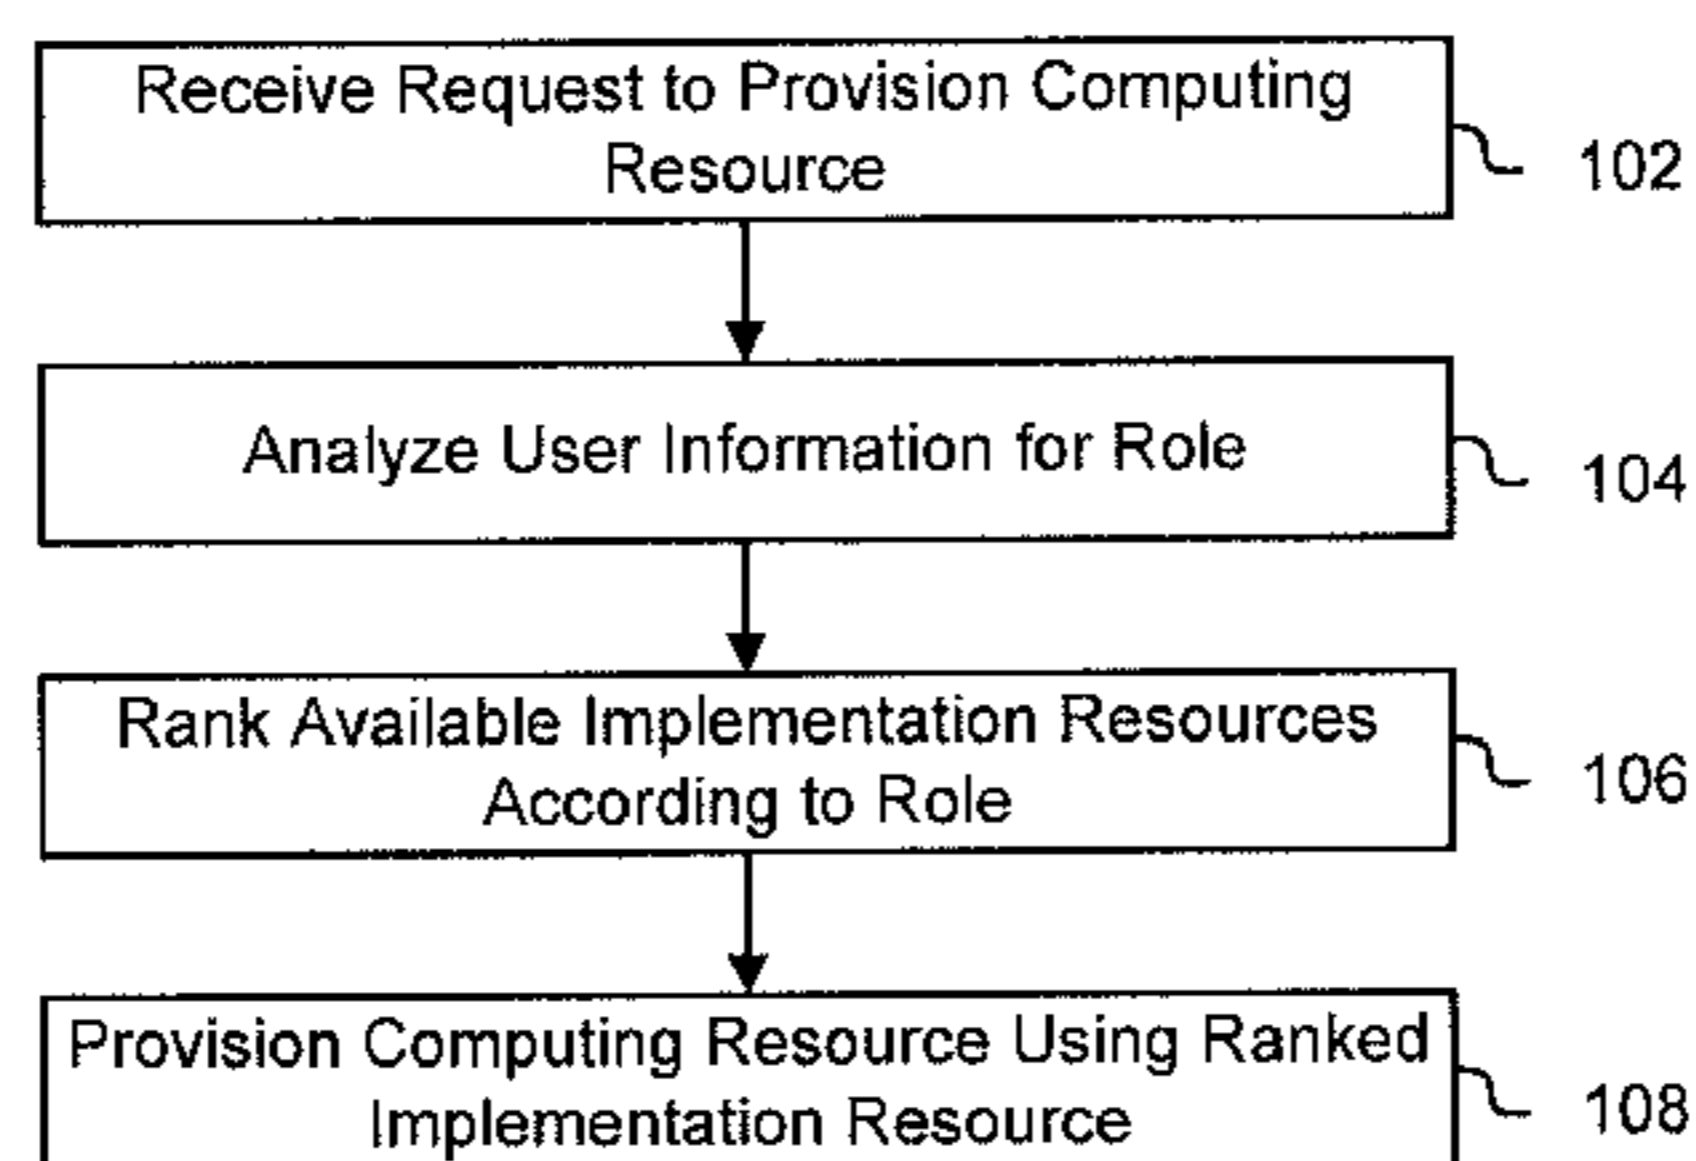 Receive Request to Provision Computing
Resource
102
Analyze User Information for Role
104
Rank Available Implementation Resources
According to Role
106
Provision Computing Resource Using Ranked
Implementation Resource
108